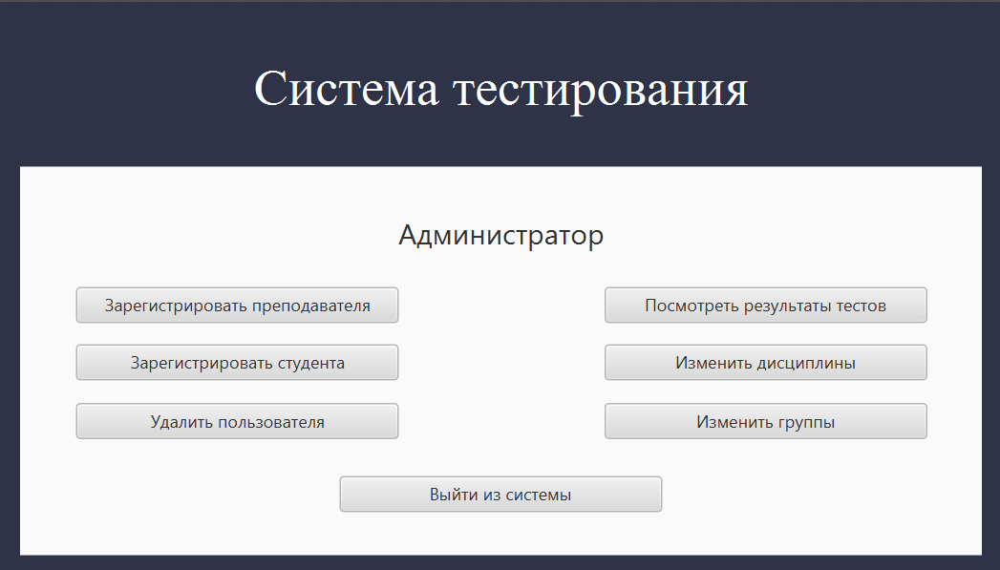 Система тестирования
Администратор
Зарегистрировать преподавателя
Посмотреть результаты тестов
Зарегистрировать студента
Изменить дисциплины
Удалить пользователя
Изменить группы
Выйти из системы